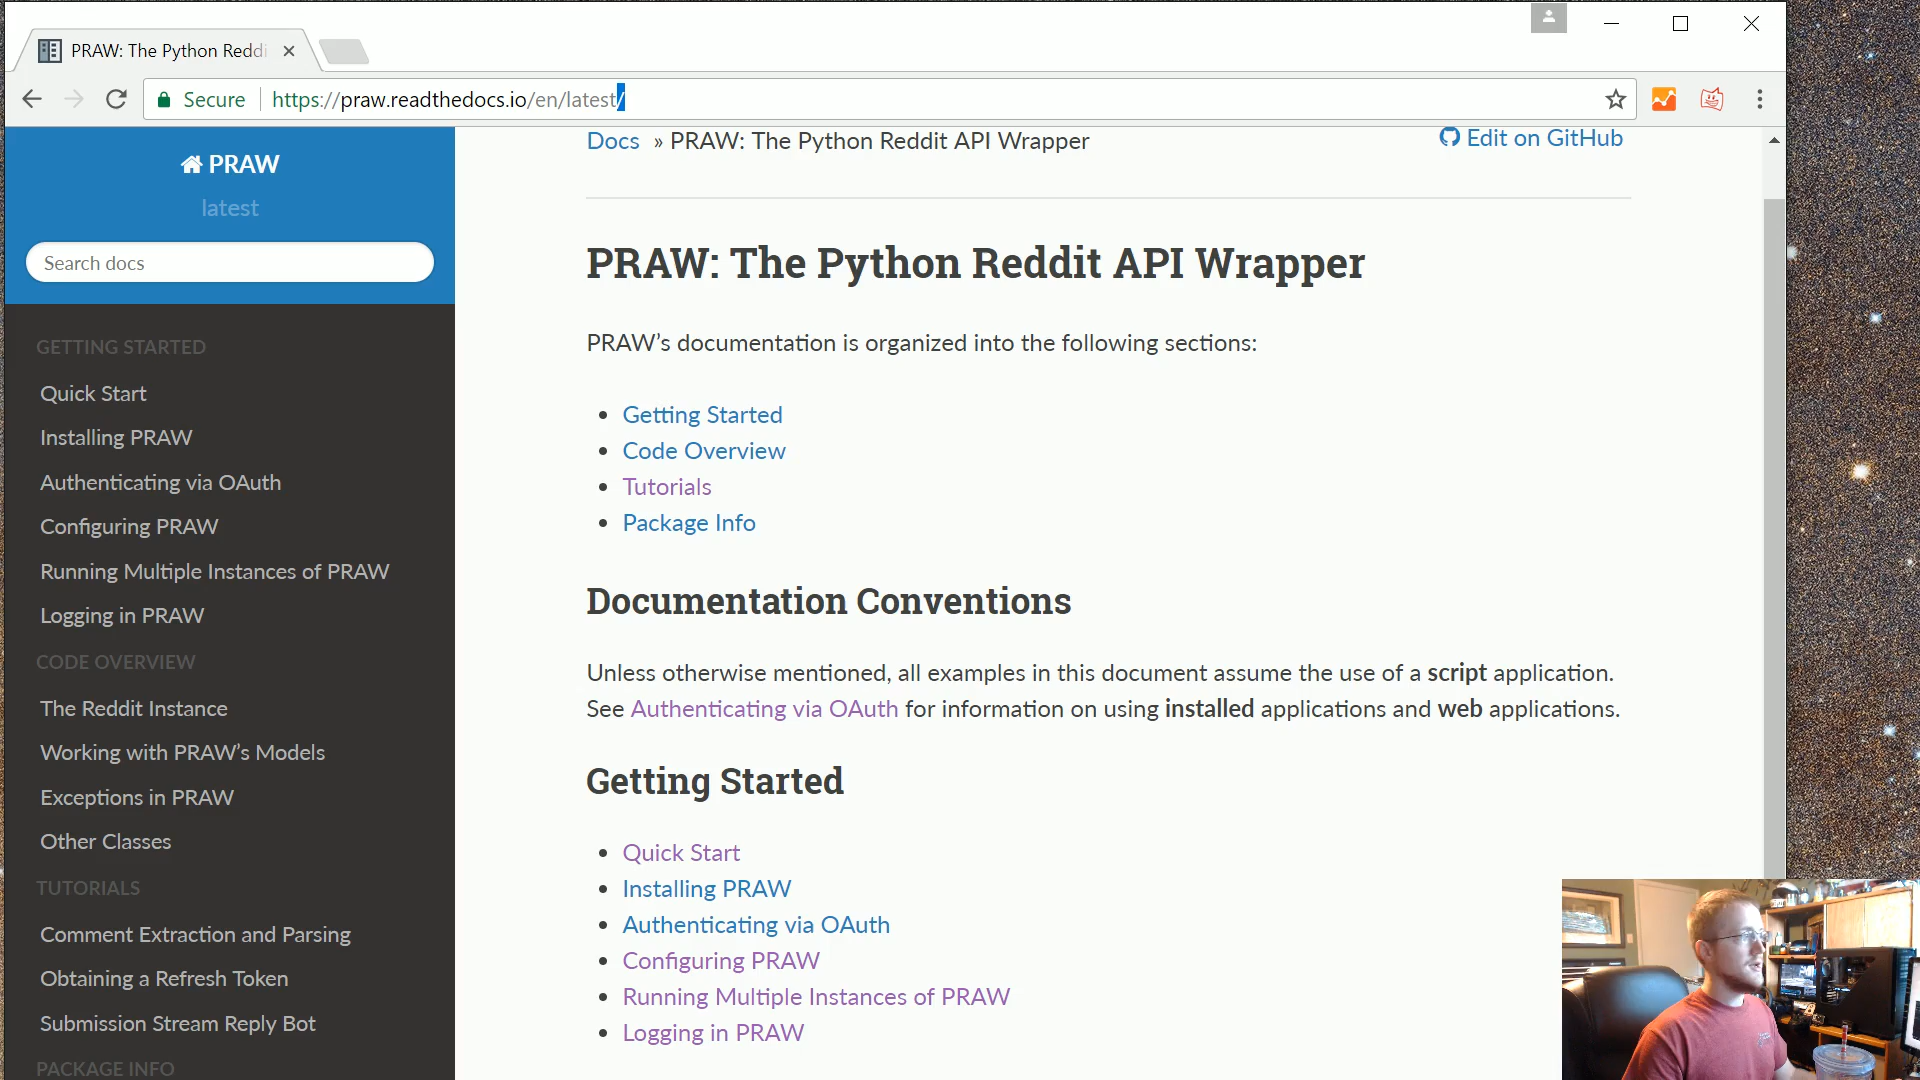 PRAW: The Python Reddi
Secure
https://praw.readthedocs.io/en/latest/
PRAW
latest
Search docs
GETTING STARTED
Quick Start
Installing PRAW
Authenticating via OAuth
Configuring PRAW
Running Multiple Instances of PRAW
Logging in PRAW
CODE OVERVIEW
The Reddit Instance
Working with PRAW’s Models
Exceptions in PRAW
Other Classes
TUTORIALS
Comment Extraction and Parsing
Obtaining a Refresh Token
Submission Stream Reply Bot
PACKAGE INFO
Docs » PRAW: The Python Reddit API Wrapper
Edit on GitHub
PRAW: The Python Reddit API Wrapper
PRAW’s documentation is organized into the following sections:
Getting Started
Code Overview
Tutorials
Package Info
Documentation Conventions
Unless otherwise mentioned, all examples in this document assume the use of a script application.
See Authenticating via OAuth for information on using installed applications and web applications.
Getting Started
Quick Start
Installing PRAW
Authenticating via OAuth
Configuring PRAW
Running Multiple Instances of PRAW
Logging in PRAW